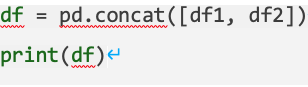 df = pd.concat([df1, df2])
print(df)↵